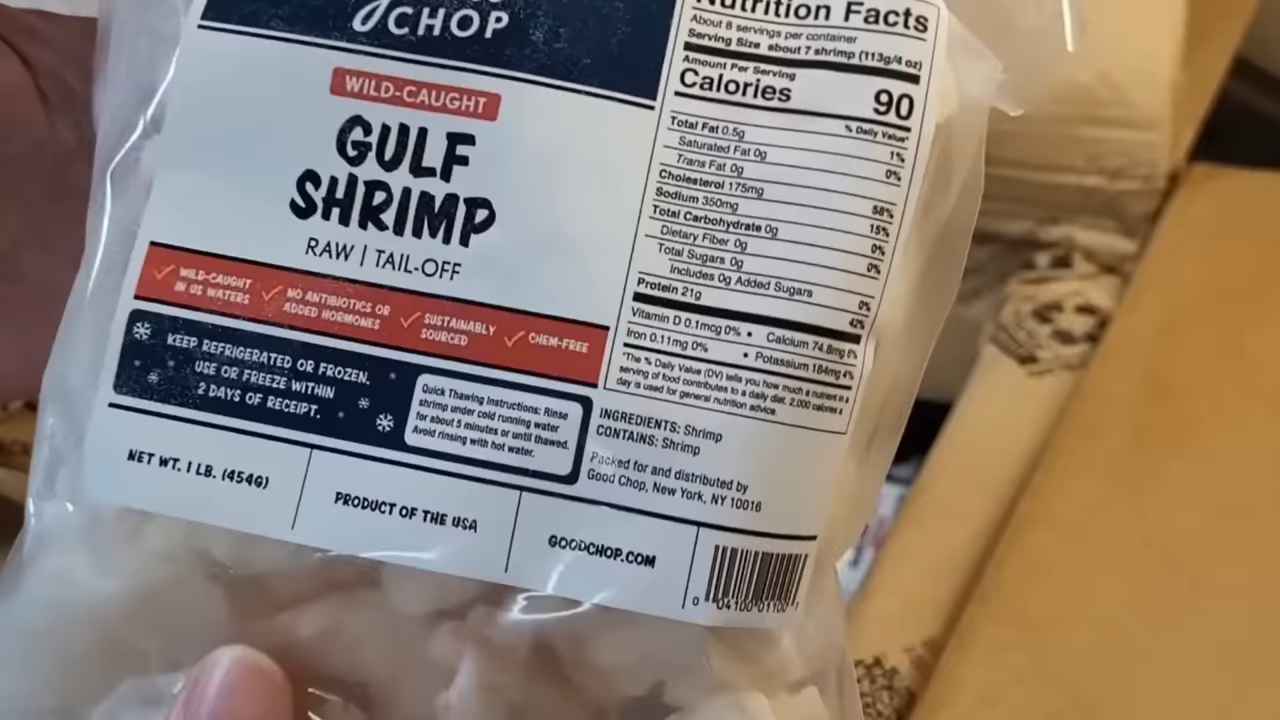 CHOP
WILD-CAUGHT
GULF
SHRIMP
RAW | TAIL-OFF
WILD-CAUGHT
IN US WATERS
NO ANTIBIOTICS OR
ADDED HORMONES
SUSTAINABLY
SOURCED
CHEM-FREE
KEEP REFRIGERATED OR FROZEN.
USE OR FREEZE WITHIN
2 DAYS OF RECEIPT.
Quick Thawing Instructions: Rinse
shrimp under cold running water
for about 5 minutes or until thawed.
Avoid rinsing with hot water.
NET WT. 1 LB. (454G)
PRODUCT OF THE USA
GOODCHOP.COM
Nutrition Facts
About 8 servings per container
Serving Size about 7 shrimp (113g/4 oz)
Amount Per Serving
Calories 90
% Daily Value*
Total Fat 0.5g 1%
Saturated Fat 0g 0%
Trans Fat 0g
Cholesterol 175mg 58%
Sodium 350mg 15%
Total Carbohydrate 0g 0%
Dietary Fiber 0g 0%
Total Sugars 0g
Includes 0g Added Sugars 0%
Protein 21g 42%
Vitamin D 0.1mcg 0% • Calcium 74.8mg 6%
Iron 0.11mg 0% • Potassium 184mg 4%
*The % Daily Value (DV) tells you how much a nutrient in a
serving of food contributes to a daily diet. 2,000 calories a
day is used for general nutrition advice.
INGREDIENTS: Shrimp
CONTAINS: Shrimp
Packed for and distributed by
Good Chop, New York, NY 10016